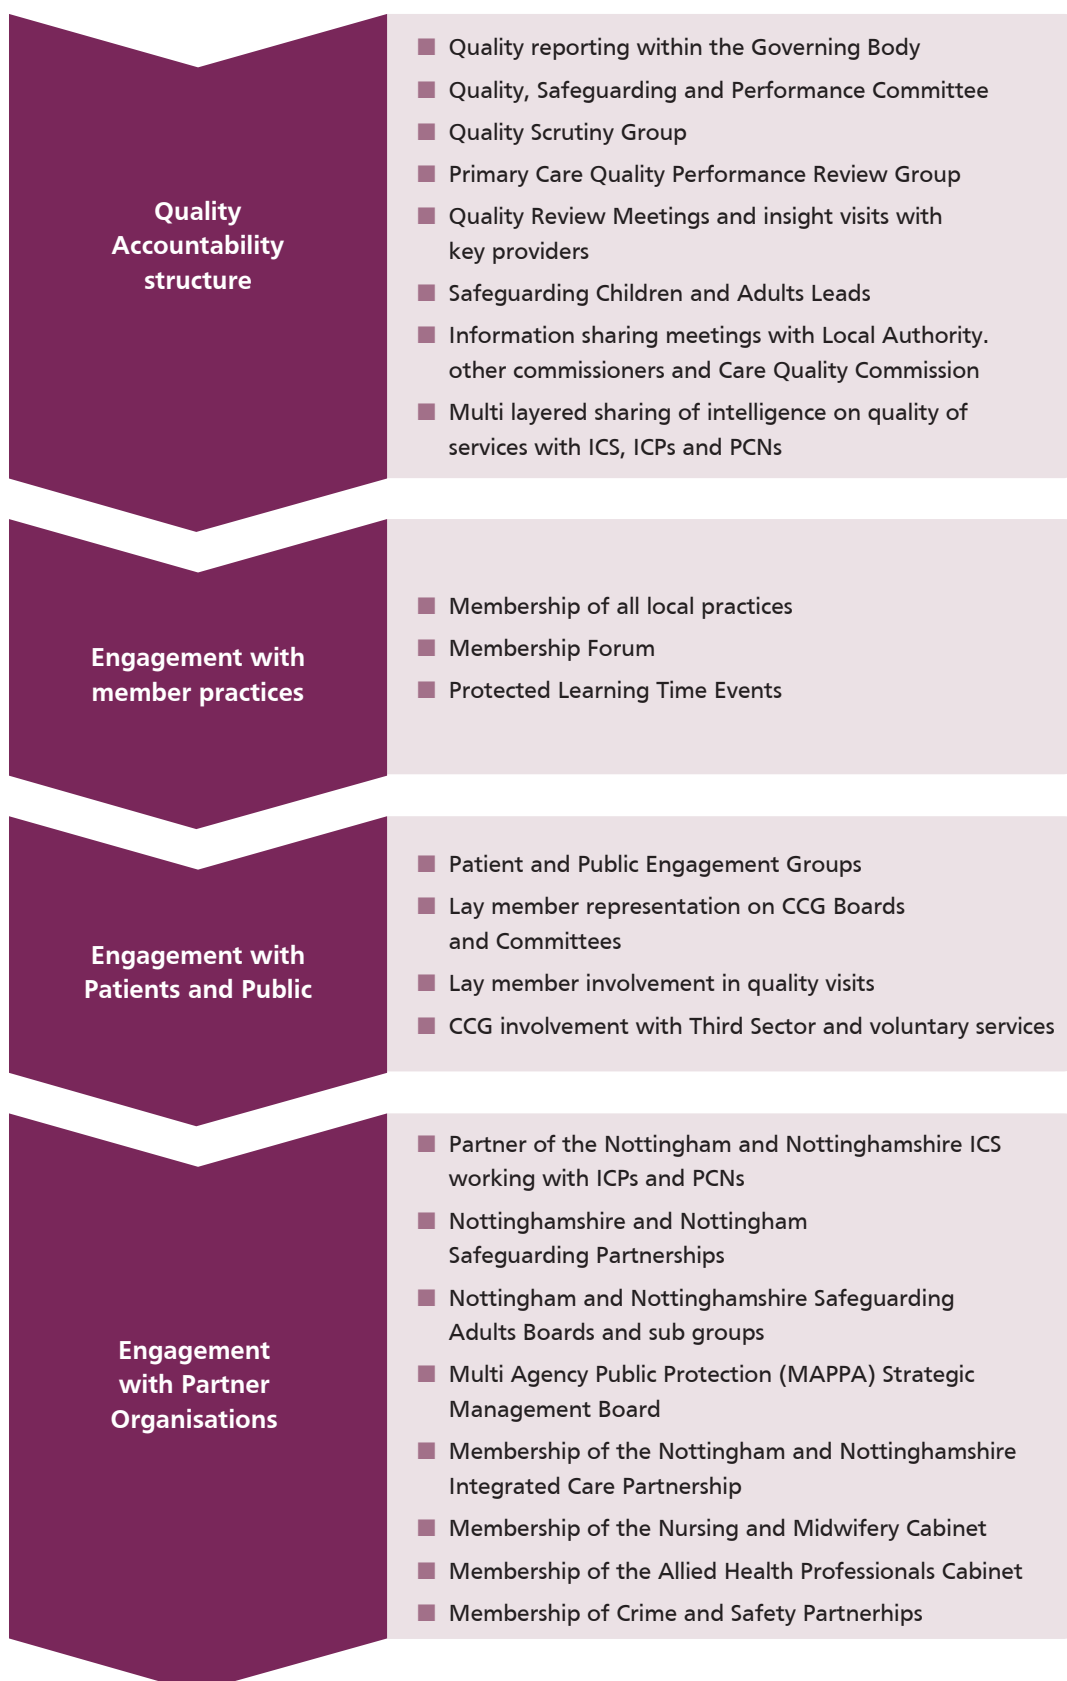 Quality
Accountability
structure
■ Quality reporting within the Governing Body
■ Quality, Safeguarding and Performance Committee
■ Quality Scrutiny Group
■ Primary Care Quality Performance Review Group
■ Quality Review Meetings and insight visits with
key providers
■ Safeguarding Children and Adults Leads
■ Information sharing meetings with Local Authority.
other commissioners and Care Quality Commission
■ Multi layered sharing of intelligence on quality of
services with ICS, ICPs and PCNs
Engagement with
member practices
■ Membership of all local practices
■ Membership Forum
■ Protected Learning Time Events
Engagement with
Patients and Public
■ Patient and Public Engagement Groups
■ Lay member representation on CCG Boards
and Committees
■ Lay member involvement in quality visits
■ CCG involvement with Third Sector and voluntary services
Engagement
with Partner
Organisations
■ Partner of the Nottingham and Nottinghamshire ICS
working with ICPs and PCNs
■ Nottinghamshire and Nottingham
Safeguarding Partnerships
■ Nottingham and Nottinghamshire Safeguarding
Adults Boards and sub groups
■ Multi Agency Public Protection (MAPPA) Strategic
Management Board
■ Membership of the Nottingham and Nottinghamshire
Integrated Care Partnership
■ Membership of the Nursing and Midwifery Cabinet
■ Membership of the Allied Health Professionals Cabinet
■ Membership of Crime and Safety Partnerhips